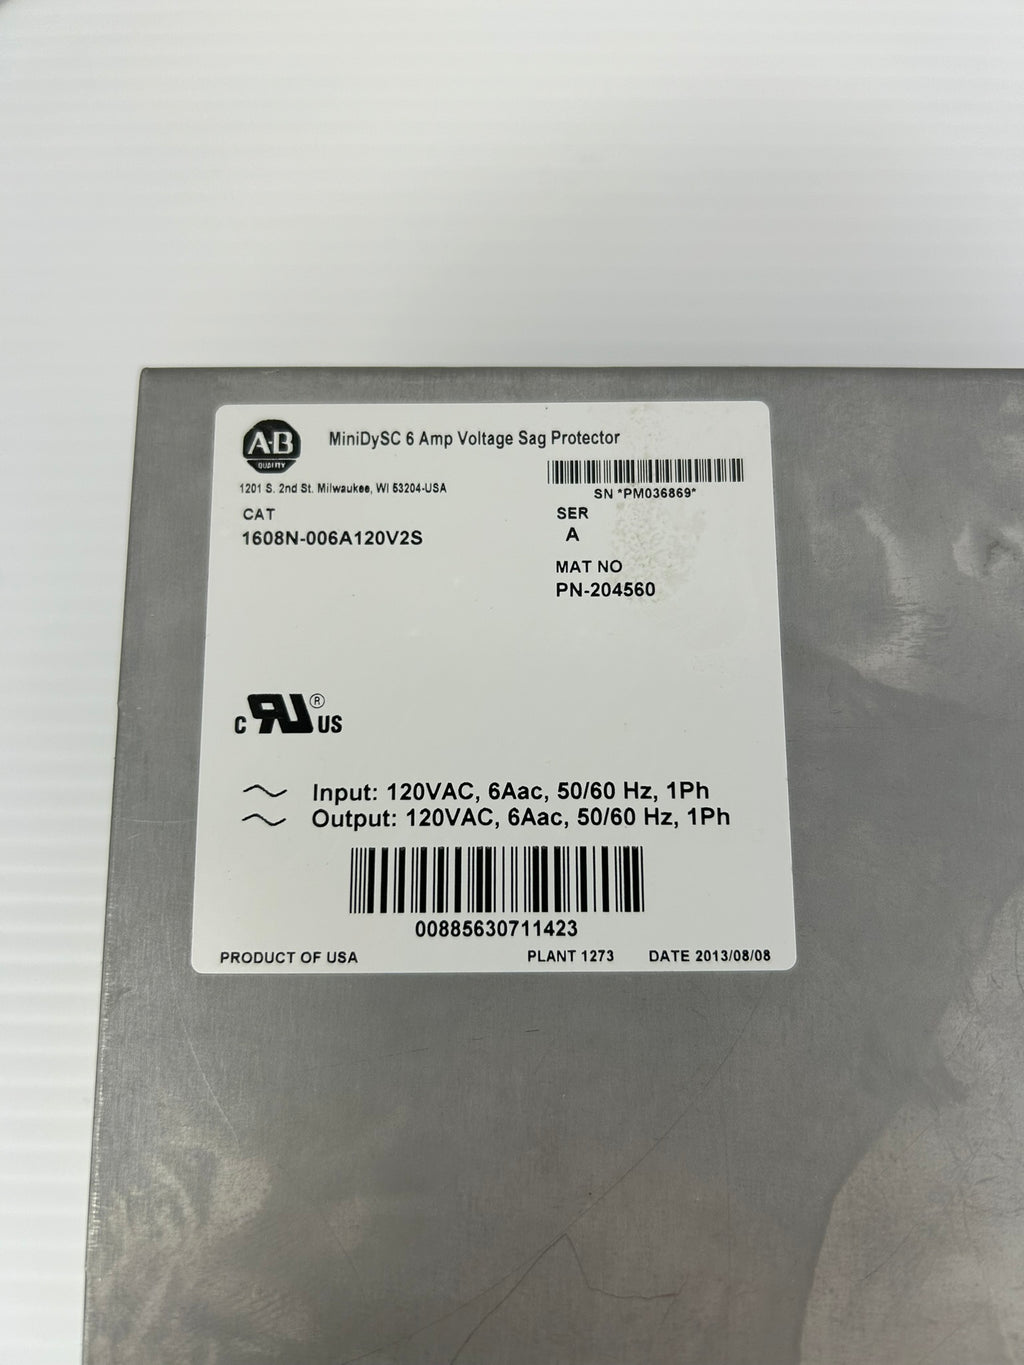 A-B
QUALITY
MiniDySC 6 Amp Voltage Sag Protector
1201 S. 2nd St. Milwaukee, WI 53204-USA
SN *PM036869*
CAT
1608N-006A120V2S
SER
A
MAT NO
PN-204560
C RU ® US
Input: 120VAC, 6Aac, 50/60 Hz, 1Ph
Output: 120VAC, 6Aac, 50/60 Hz, 1Ph
00885630711423
PRODUCT OF USA PLANT 1273 DATE 2013/08/08